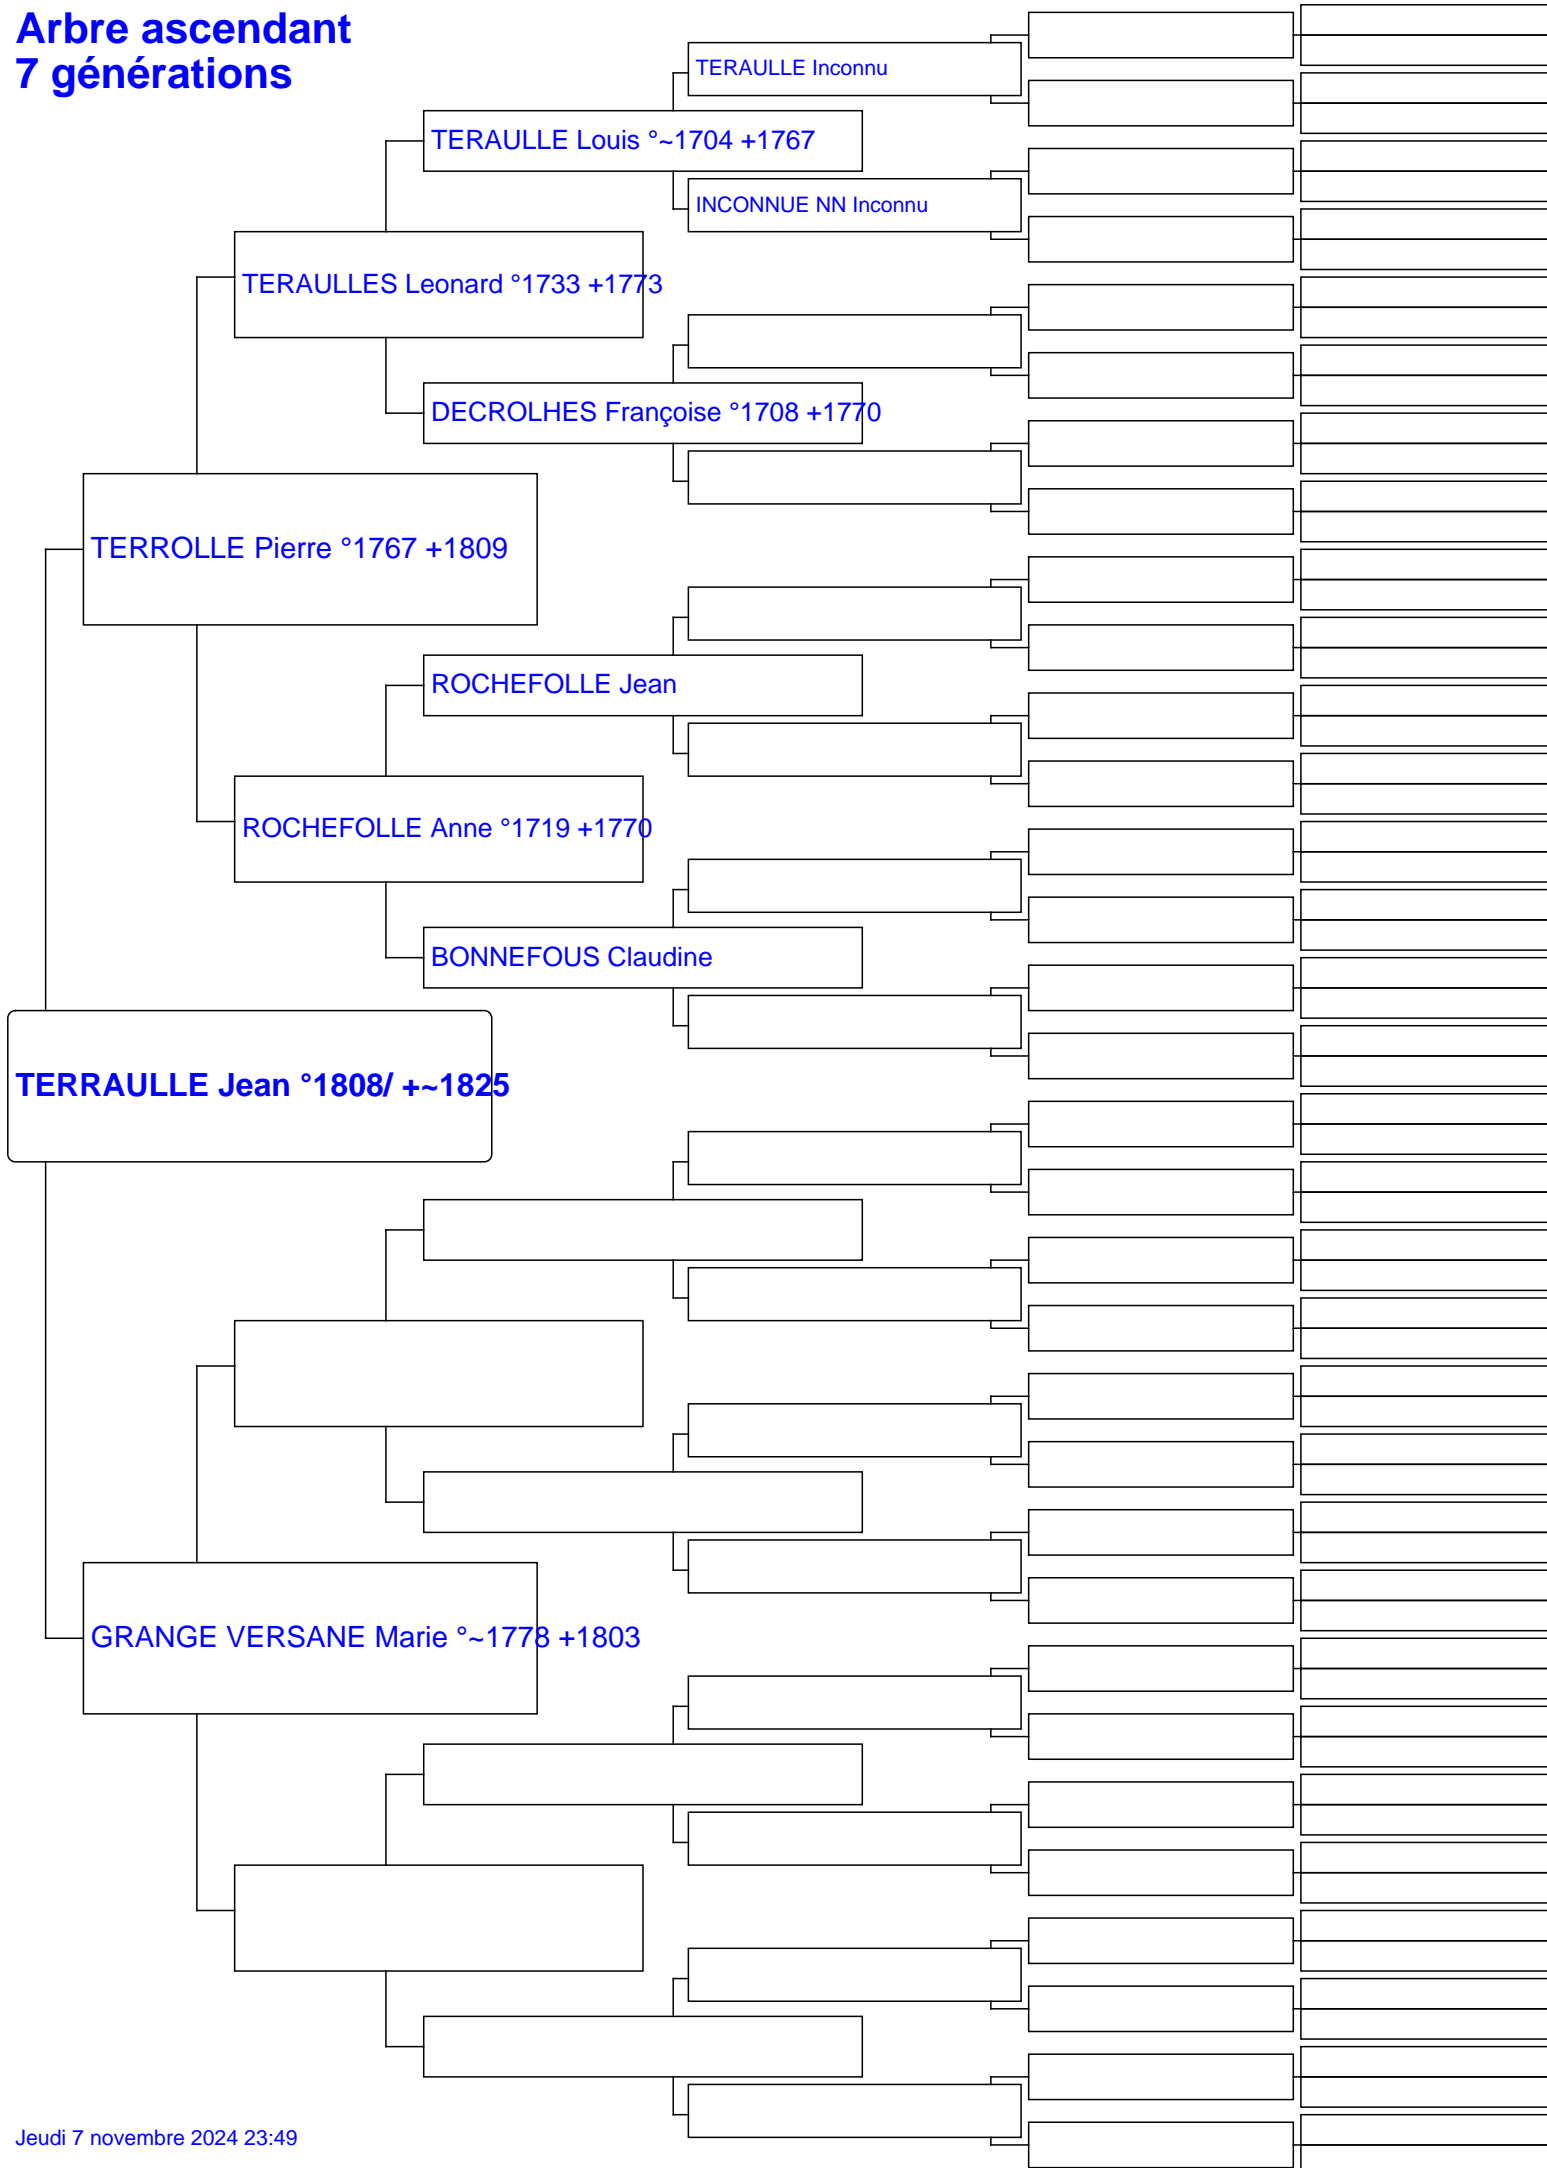 Arbre ascendant
7 générations
TERAULLE Inconnu
TERAULLE Louis °~1704 +1767
INCONNUE NN Inconnu
TERAULLES Leonard °1733 +1773
DECROLHES Françoise °1708 +1770
TERROLLE Pierre °1767 +1809
ROCHEFOLLE Jean
ROCHEFOLLE Anne °1719 +1770
BONNEFOUS Claudine
TERRAULLE Jean °1808/ +~1825
GRANGE VERSANE Marie °~1778 +1803
Jeudi 7 novembre 2024 23:49